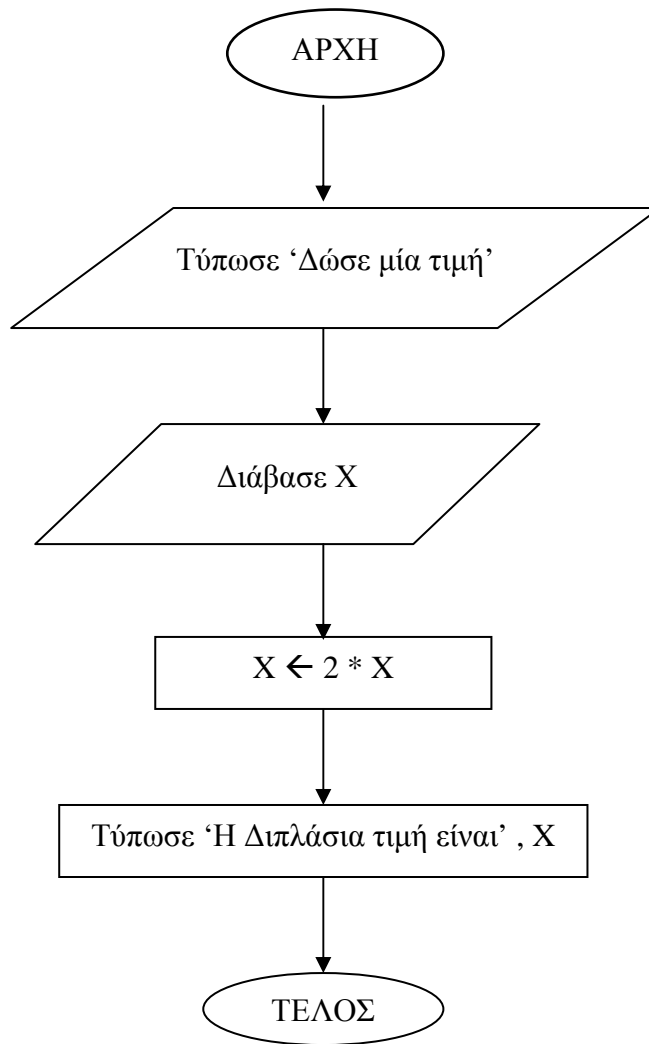 ΑΡΧΗ
Τύπωσε ‘Δώσε μία τιμή’
Διάβασε Χ
Χ ← 2 * Χ
Τύπωσε ‘Η Διπλάσια τιμή είναι’ , Χ
ΤΕΛΟΣ